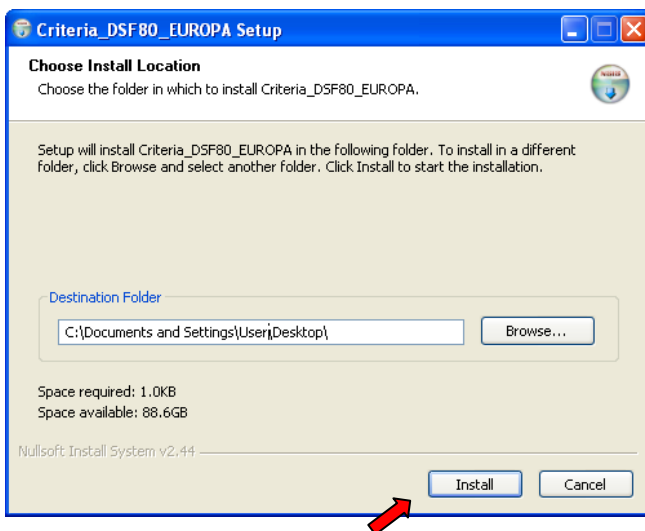 Criteria_DSF80_EUROPA Setup
Choose Install Location
Choose the folder in which to install Criteria_DSF80_EUROPA.
Setup will install Criteria_DSF80_EUROPA in the following folder. To install in a different
folder, click Browse and select another folder. Click Install to start the installation.
Destination Folder
C:\Documents and Settings\User\Desktop\
Browse...
Space required: 1.0KB
Space available: 88.6GB
Nullsoft Install System v2.44
Install
Cancel